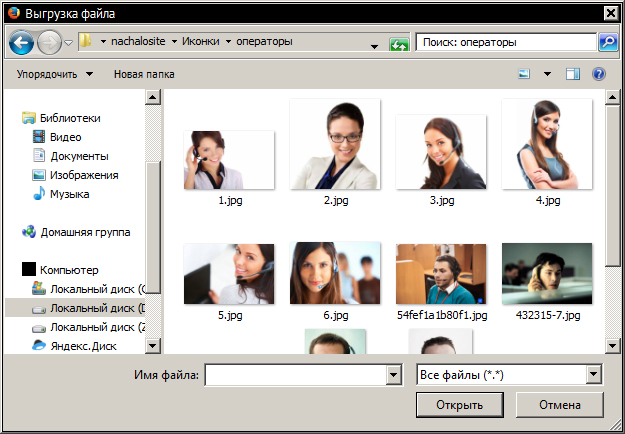 Выгрузка файла
nachalosite Иконки операторы
Поиск: операторы
Упорядочить Новая папка
Библиотеки
Видео
Документы
Изображения
Музыка
Домашняя группа
Компьютер
Локальный диск (C
Локальный диск (D
Локальный диск (Z
Яндекс.Диск
1.jpg 2.jpg 3.jpg 4.jpg
5.jpg 6.jpg 54fef1a1b80f1.jpg 432315-7.jpg
Имя файла: Все файлы (*.*)
Открыть Отмена